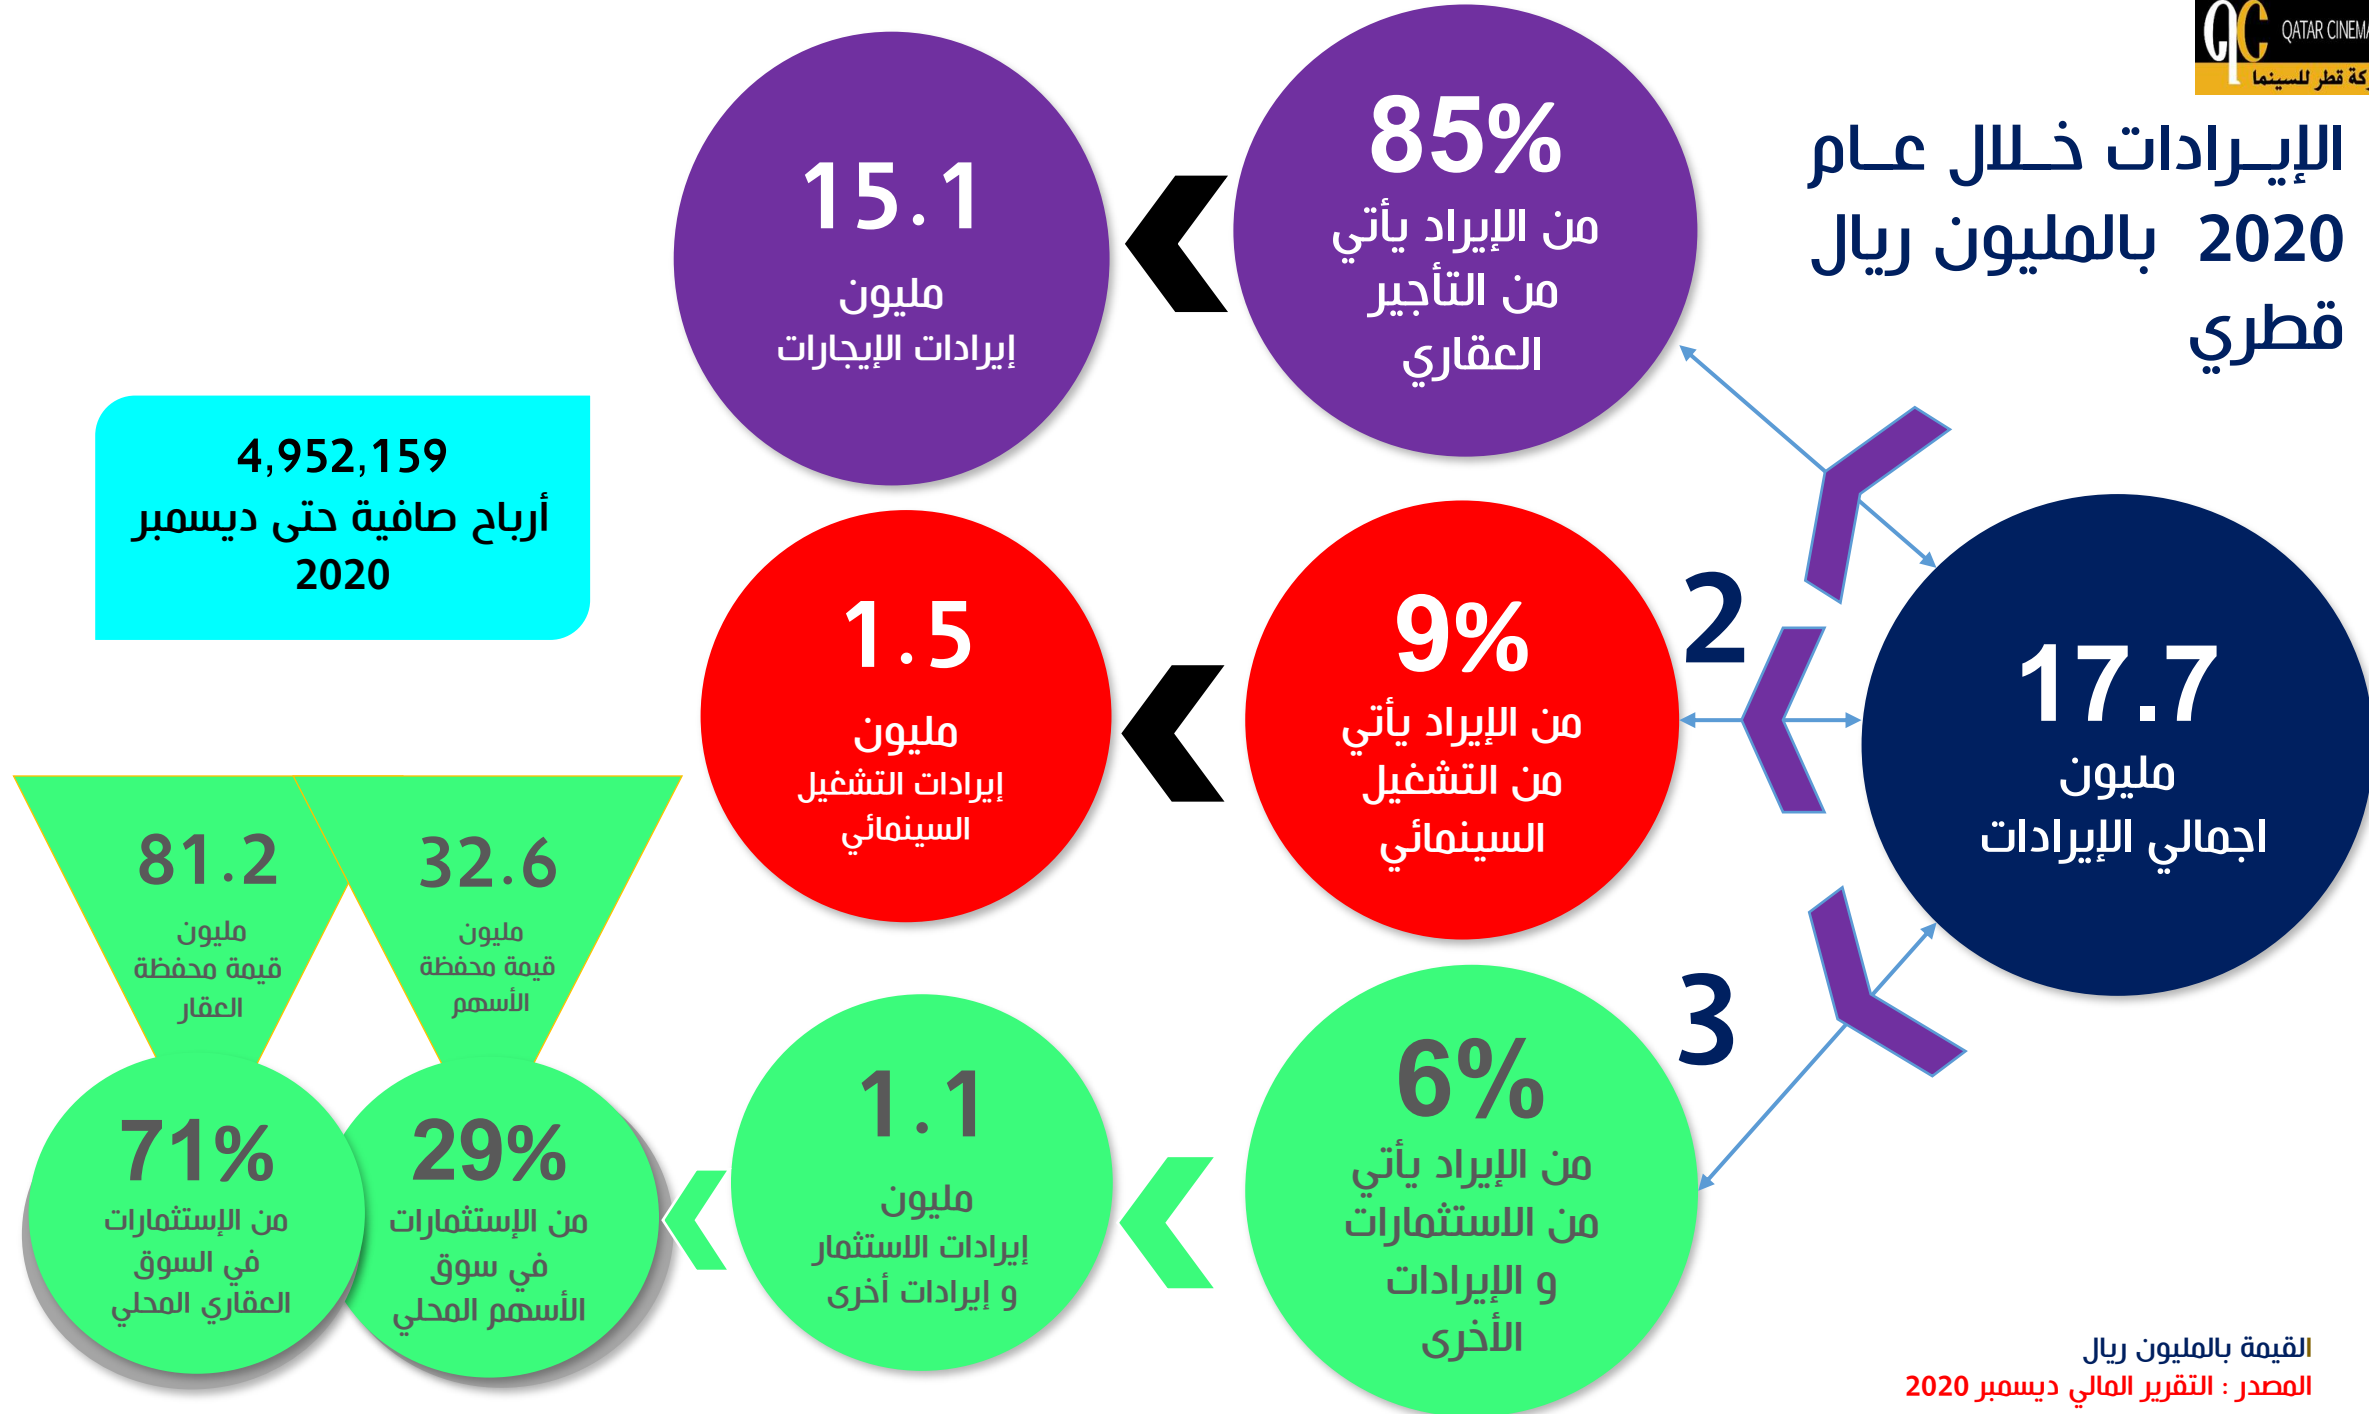 QATAR CINEMA
قطر للسينما
الإيــرادات خــلال عــام
2020 بالمليون ريال
قطري
85%
من الإيراد يأتي
من التأجير
العقاري
15.1
مليون
إيرادات الإيجارات
4,952,159
أرباح صافية حتى ديسمبر
2020
17.7
مليون
اجمالي الإيرادات
2
9%
من الإيراد يأتي
من التشغيل
السينمائي
1.5
مليون
إيرادات التشغيل
السينمائي
3
6%
من الإيراد يأتي
من الاستثمارات
و الإيرادات
الأخرى
1.1
مليون
إيرادات الاستثمار
و إيرادات أخرى
32.6
مليون
قيمة محفظة
الأسهم
29%
من الإستثمارات
في سوق
الأسهم المحلي
81.2
مليون
قيمة محفظة
العقار
71%
من الإستثمارات
في السوق
العقاري المحلي
القيمة بالمليون ريال
المصدر : التقرير المالي ديسمبر 2020